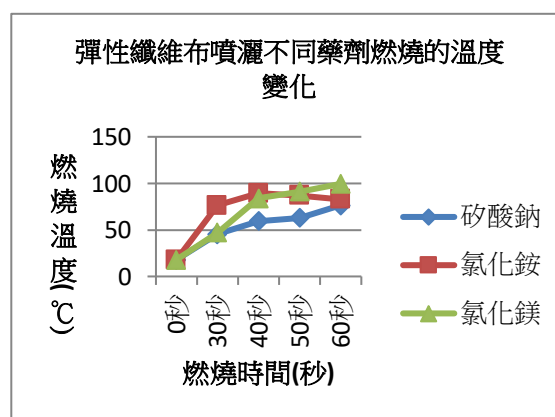 彈性纖維布噴灑不同藥劑燃燒的溫度
變化
150
100
50
0
燃燒溫度(℃)
0秒
30秒
40秒
50秒
60秒
燃燒時間(秒)
矽酸鈉
氯化銨
氯化鎂